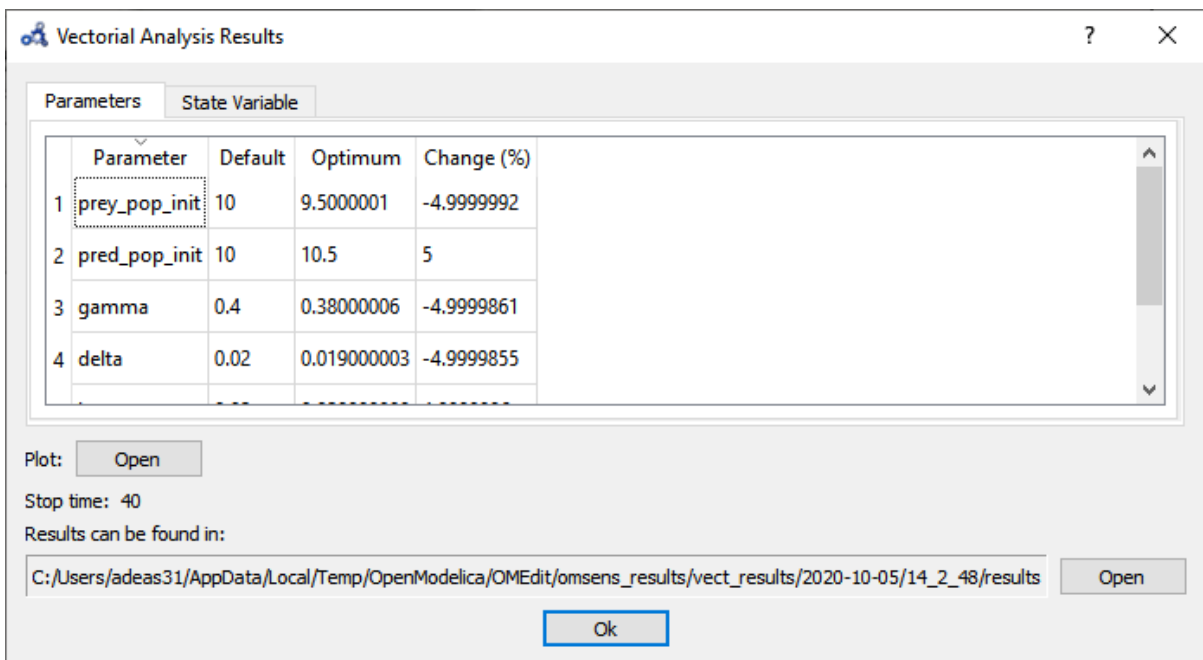 Vectorial Analysis Results
Parameters State Variable
Parameter Default Optimum Change (%)
1 prey_pop_init 10 9.5000001 -4.9999992
2 pred_pop_init 10 10.5 5
3 gamma 0.4 0.38000006 -4.9999861
4 delta 0.02 0.019000003 -4.9999855
Plot: Open
Stop time: 40
Results can be found in:
C:/Users/adeas31/AppData/Local/Temp/OpenModelica/OMEdit/omsens_results/vect_results/2020-10-05/14_2_48/results Open
Ok